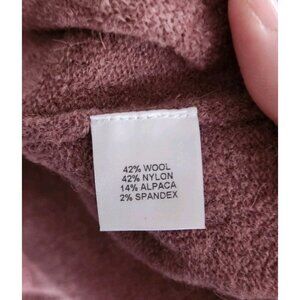 42% WOOL
42% NYLON
14% ALPACA
2% SPANDEX